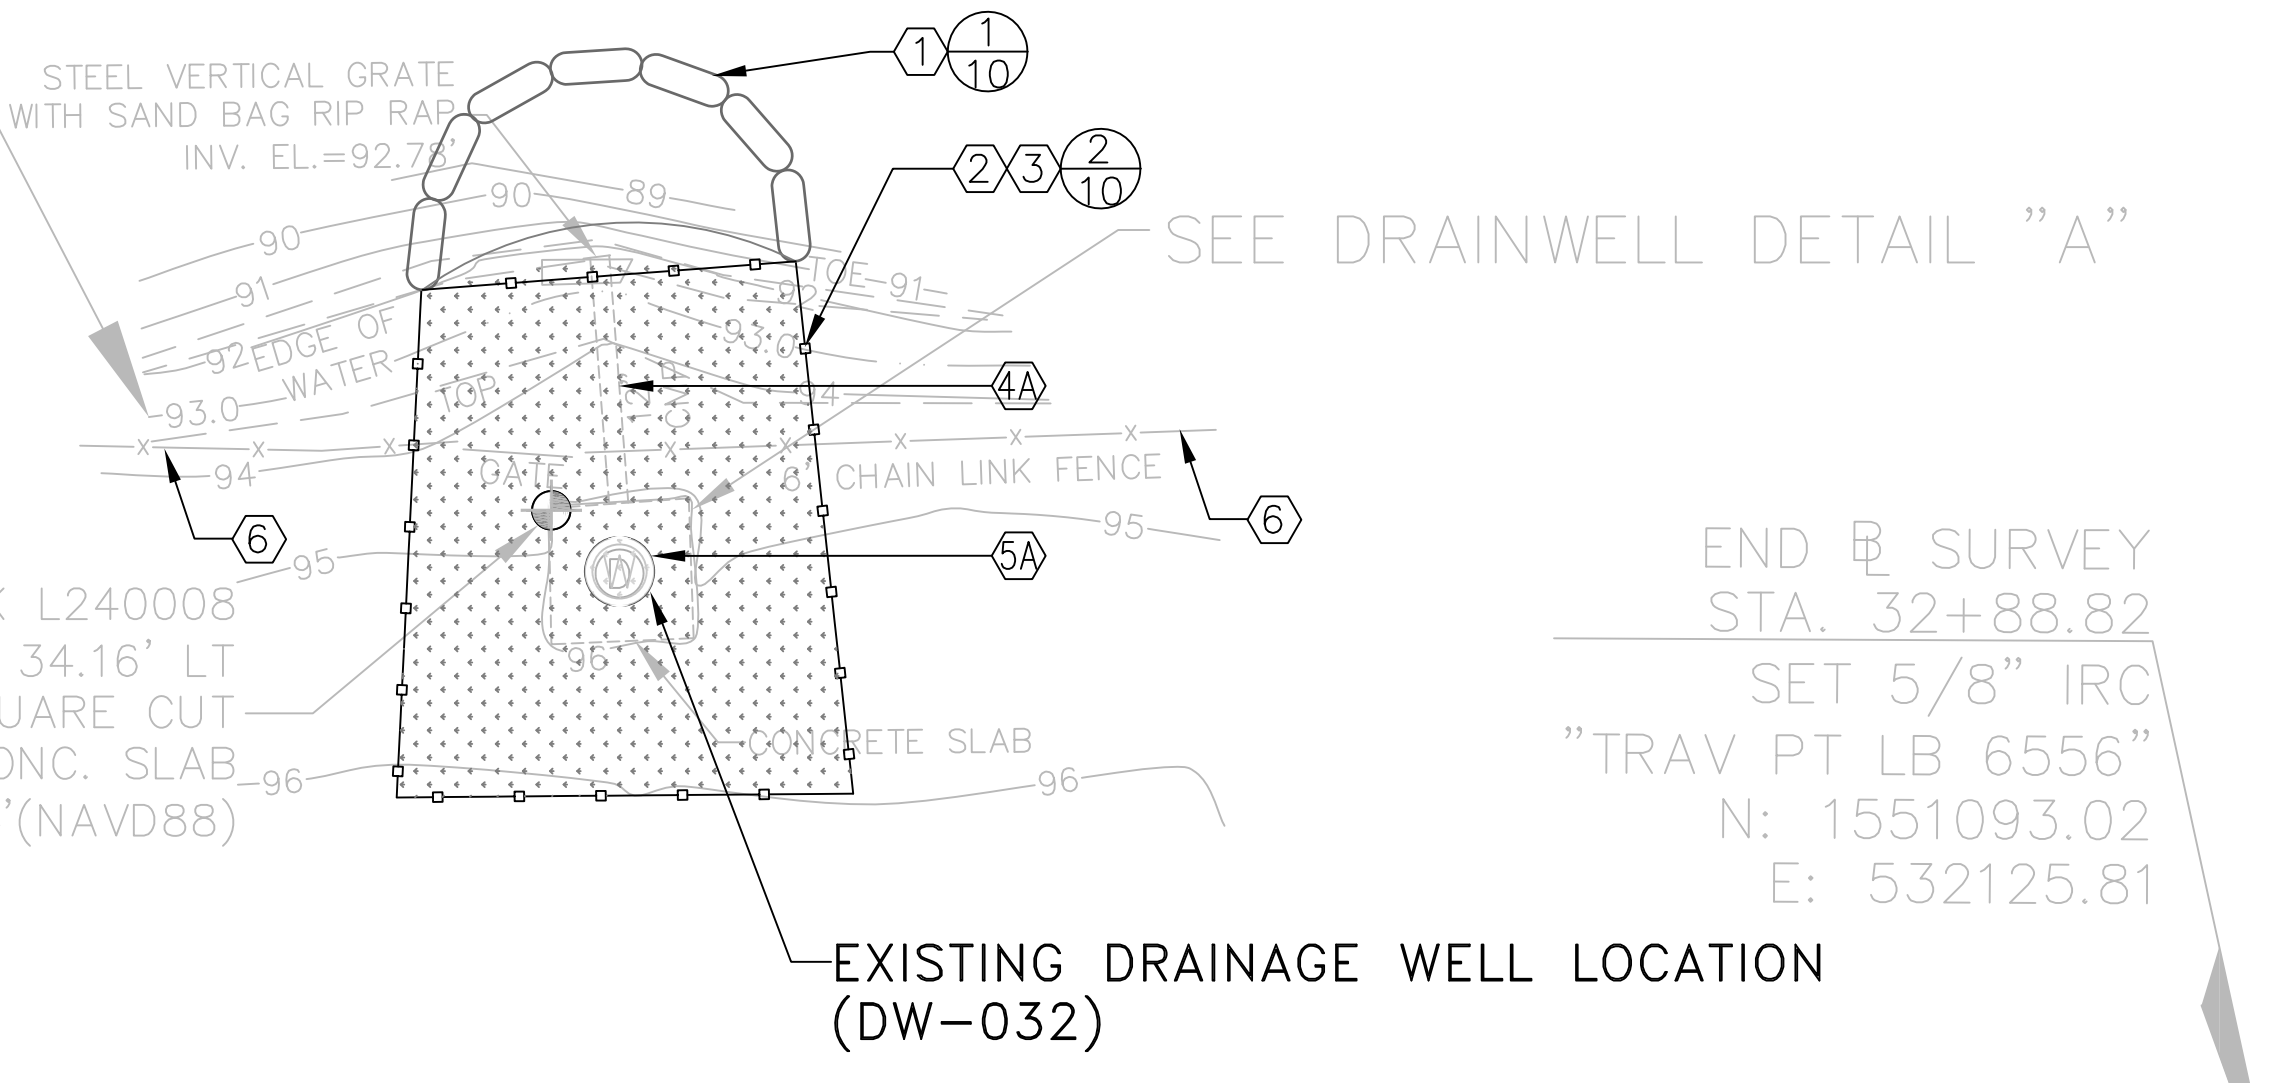 1
1
10
STEEL VERTICAL GRATE
WITH SAND BAG RIP RAP
INV. EL.=92.78'
2
3
2
10
89
90
90
SEE DRAINWELL DETAIL "A"
91
TOE
91
92
92
EDGE OF
WATER
93.0
93.0
TOP
12"
CMP
4A
94
94
GATE
6' CHAIN LINK FENCE
X
X
X
X
X
X
X
X
6
6
95
95
DW
5A
END BL SURVEY
STA. 32+88.82
SET 5/8" IRC
"TRAV PT LB 6556"
N: 1551093.02
E: 532125.81
L240008
34.16' LT
CUT
SLAB
(NAVD88)
96
96
96
CONCRETE SLAB
EXISTING DRAINAGE WELL LOCATION
(DW-032)